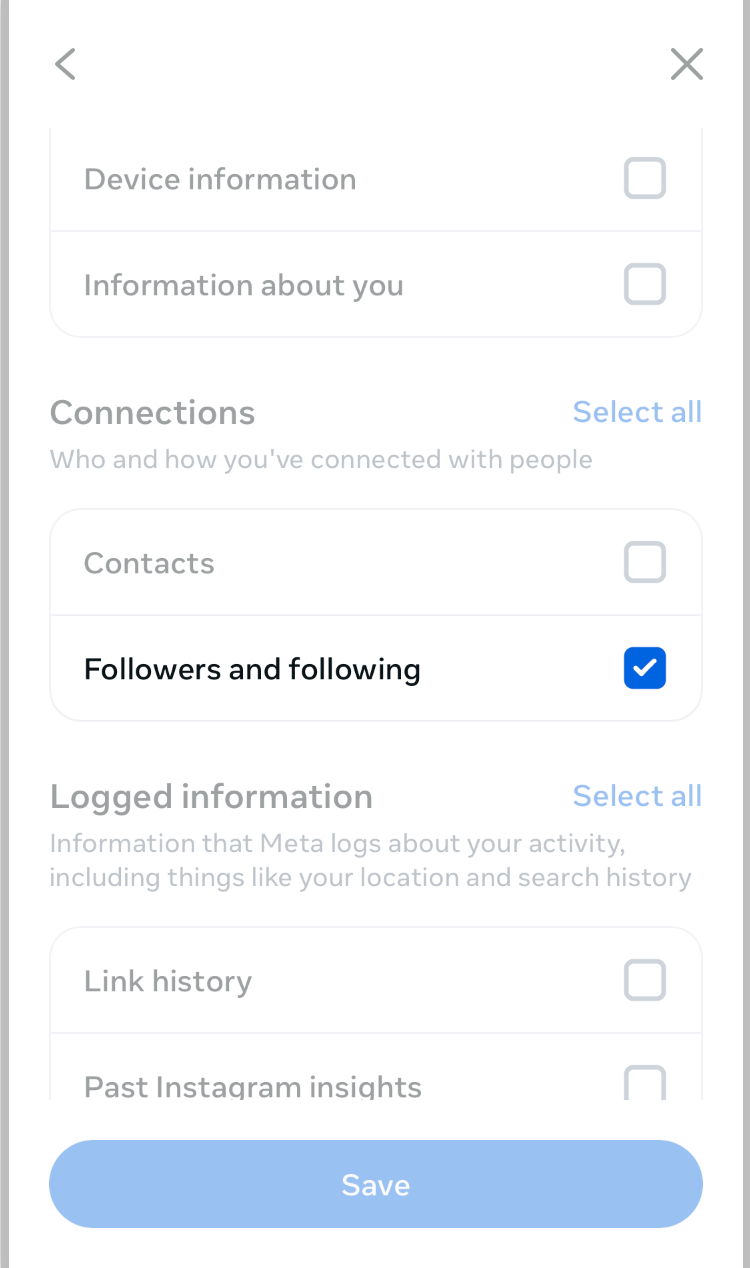 Device information
Information about you
Connections
Select all
Who and how you've connected with people
Contacts
Followers and following
Logged information
Select all
Information that Meta logs about your activity,
including things like your location and search history
Link history
Past Instagram insights
Save